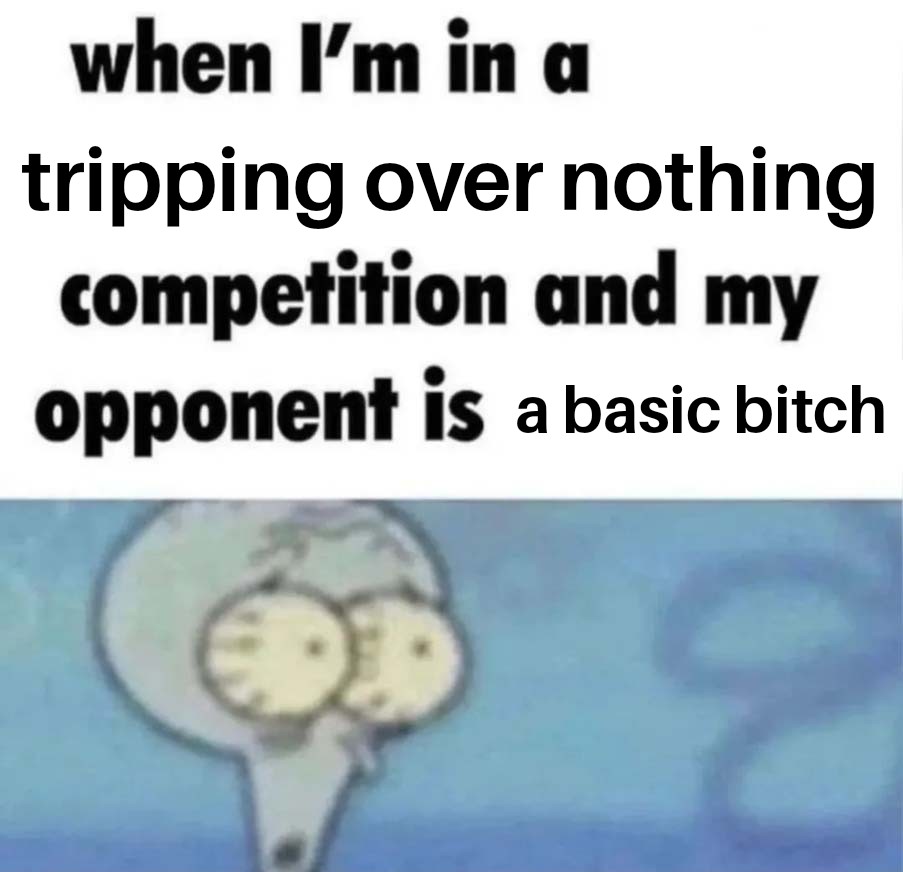 when I'm in a
tripping over nothing
competition and my
opponent is a basic bitch